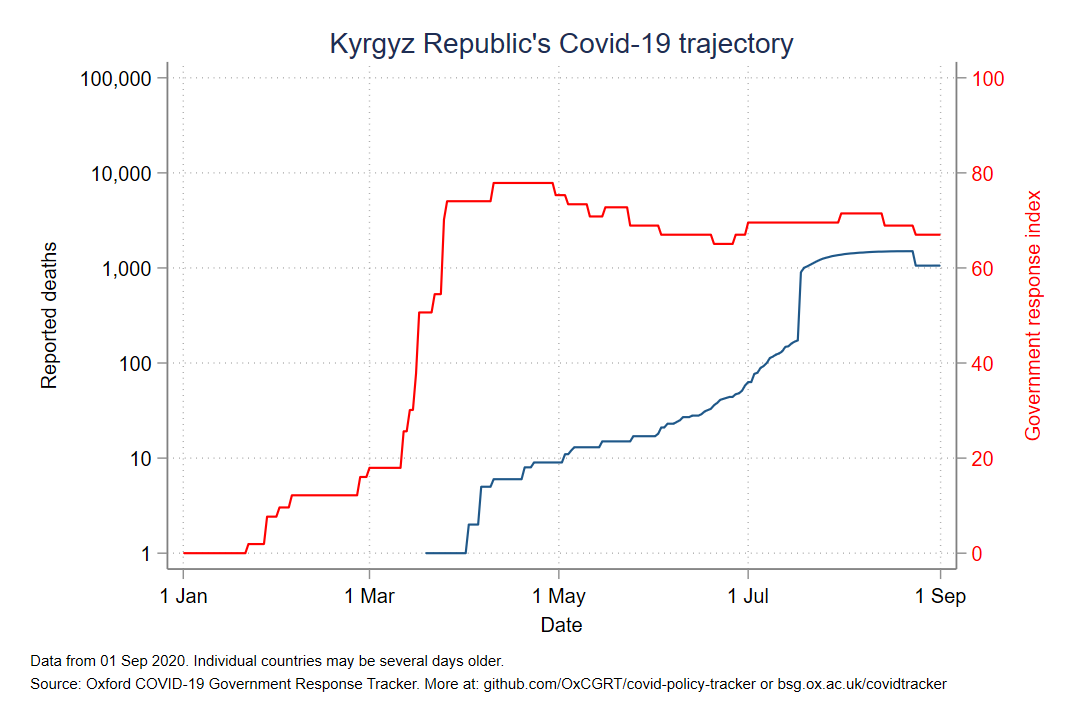 Kyrgyz Republic's Covid-19 trajectory
100,000
10,000
1,000
100
10
1
Reported deaths
100
80
60
40
20
0
Government response index
1 Jan
1 Mar
1 May
1 Jul
1 Sep
Date
Data from 01 Sep 2020. Individual countries may be several days older.
Source: Oxford COVID-19 Government Response Tracker. More at: github.com/OxCGRT/covid-policy-tracker or bsg.ox.ac.uk/covidtracker